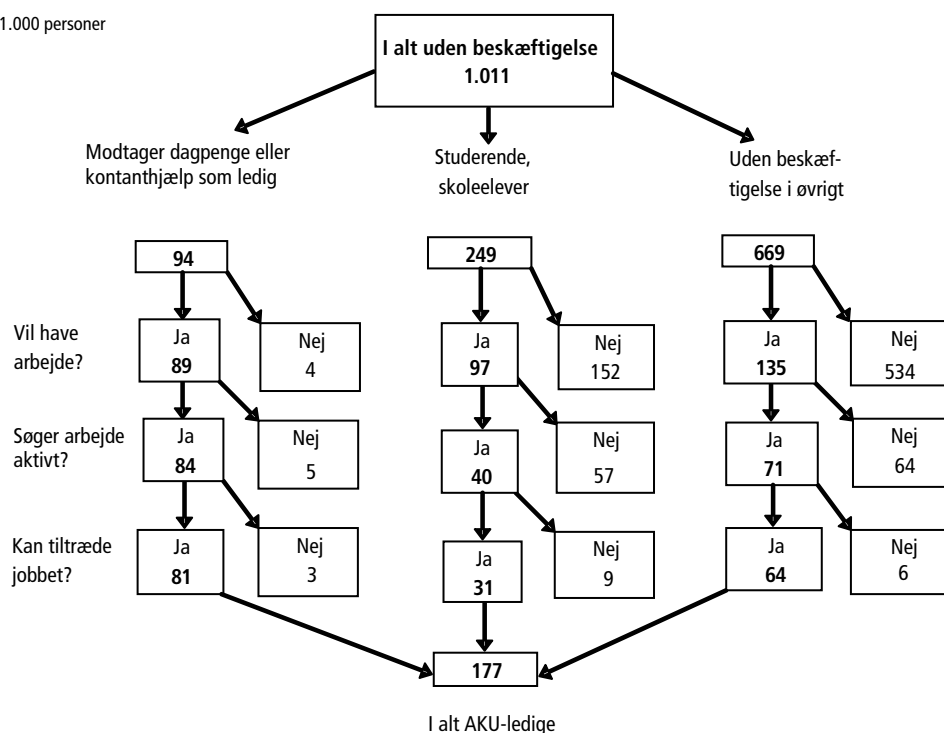 1.000 personer
I alt uden beskæftigelse
1.011
Modtager dagpenge eller
kontanthjælp som ledig
Studerende,
skoleelever
Uden beskæf-
tigelse i øvrigt
94
249
669
Vil have
arbejde?
Ja
89
Nej
4
Ja
97
Nej
152
Ja
135
Nej
534
Søger arbejde
aktivt?
Ja
84
Nej
5
Ja
40
Nej
57
Ja
71
Nej
64
Kan tiltræde
jobbet?
Ja
81
Nej
3
Ja
31
Nej
9
Ja
64
Nej
6
177
I alt AKU-ledige